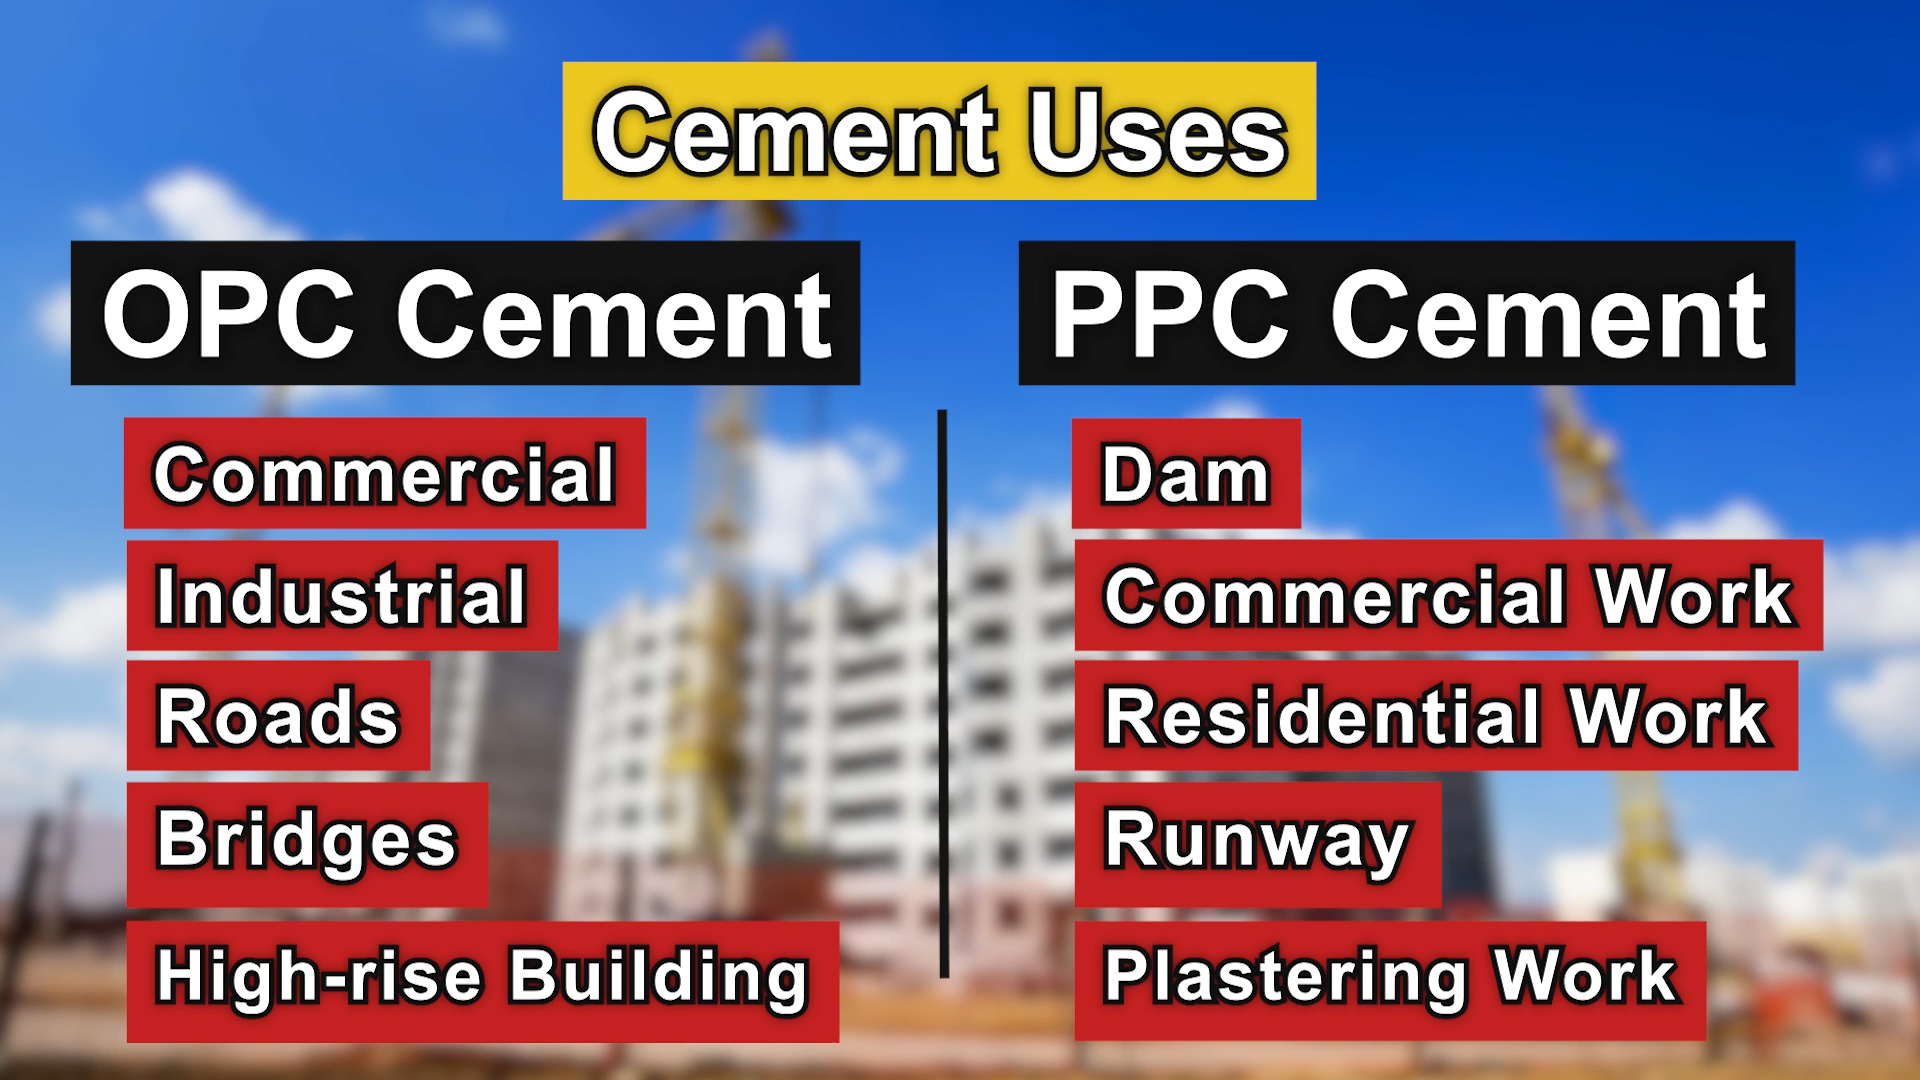 Cement Uses
OPC Cement
Commercial
Industrial
Roads
Bridges
High-rise Building
PPC Cement
Dam
Commercial Work
Residential Work
Runway
Plastering Work